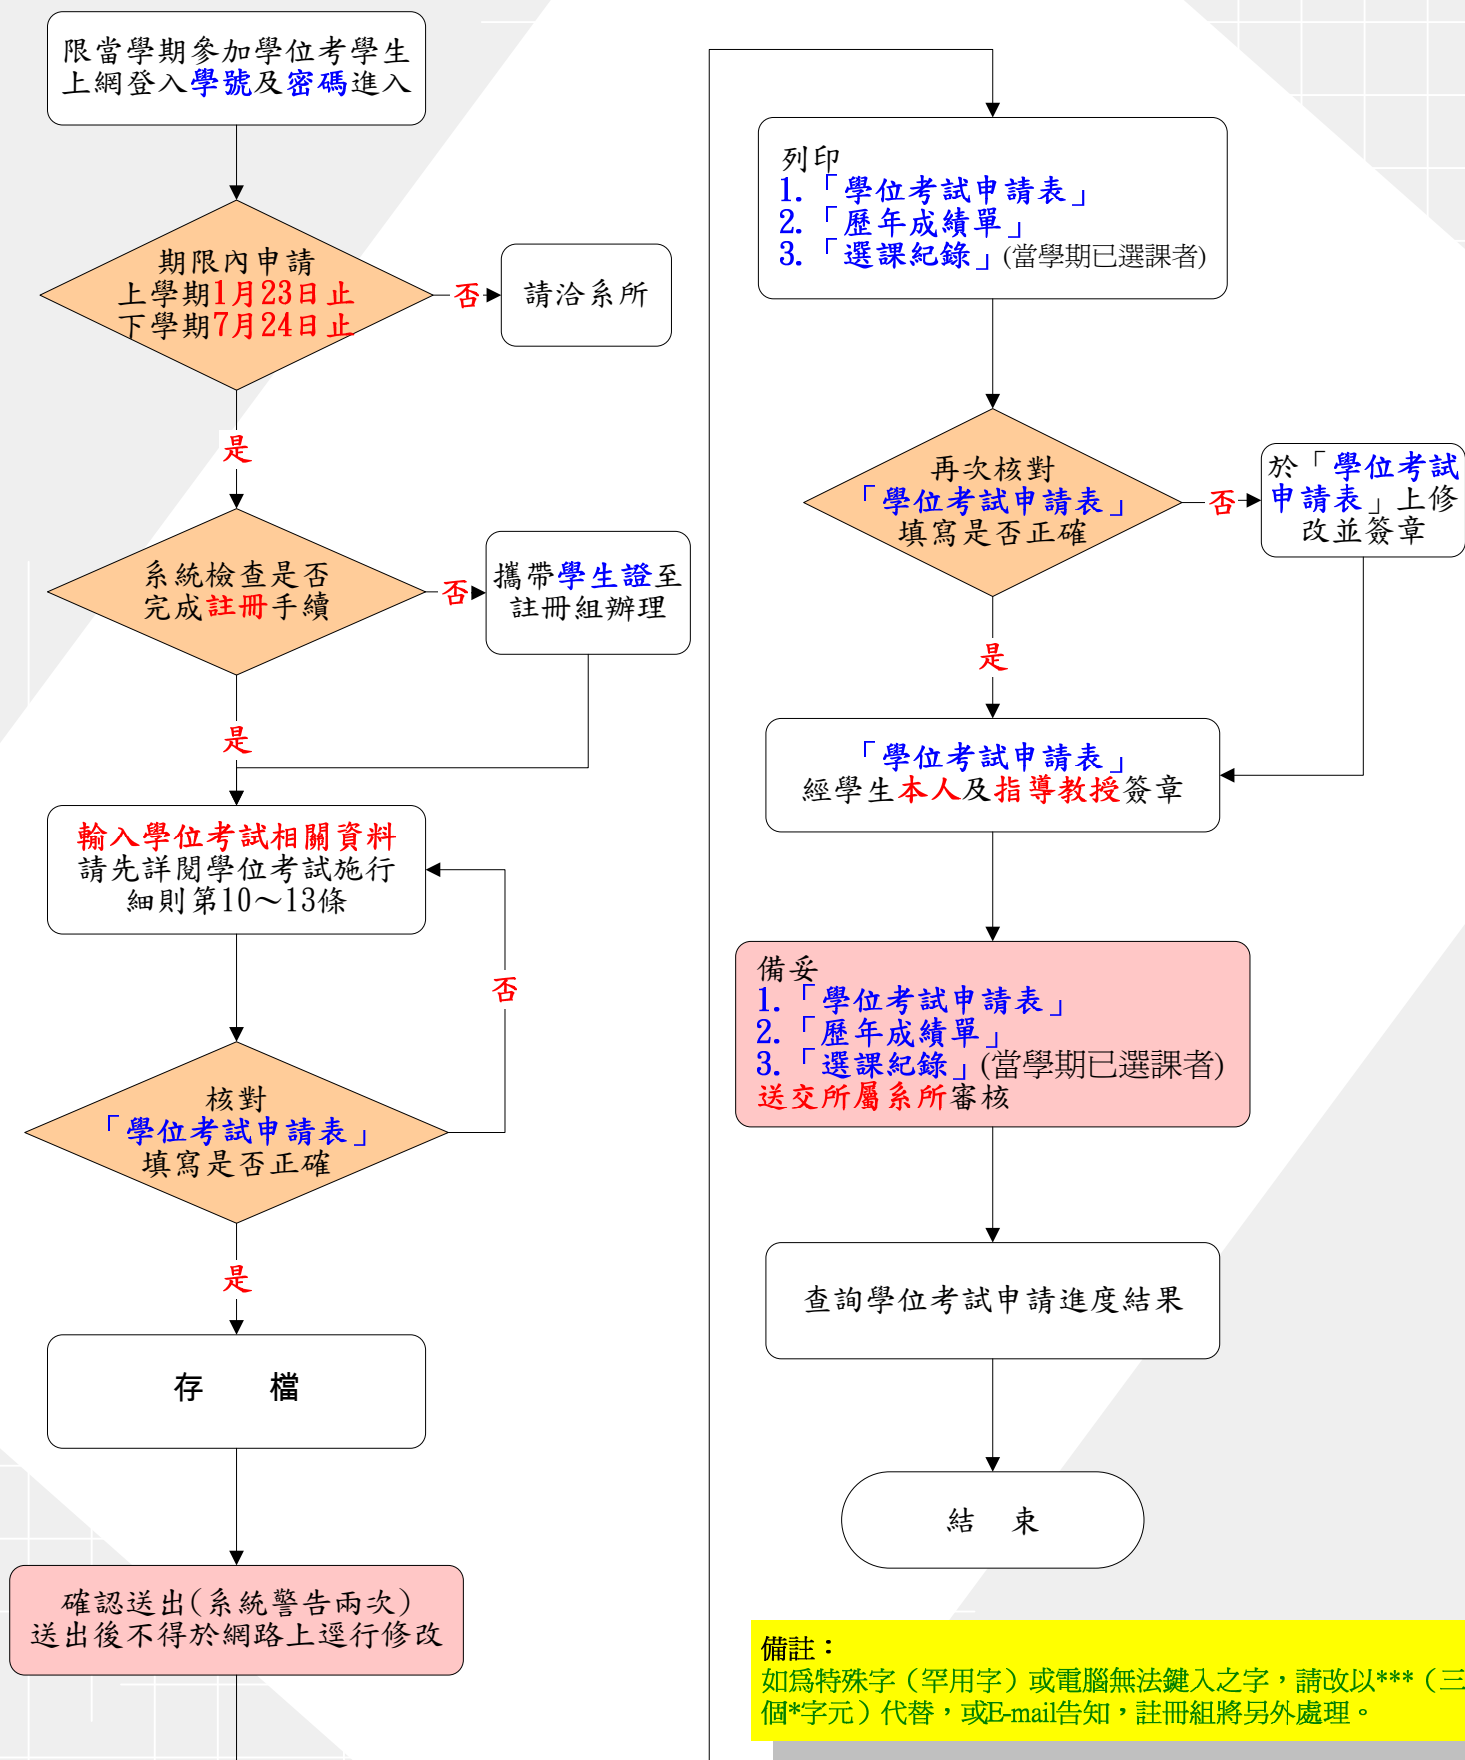 限當學期參加學位考學生
上網登入學號及密碼進入
期限內申請
上學期1月23日止
下學期7月24日止
否
請洽系所
是
系統檢查是否
完成註冊手續
否
攜帶學生證至
註冊組辦理
是
輸入學位考試相關資料
請先詳閱學位考試施行
細則第10～13條
否
核對
「學位考試申請表」
填寫是否正確
是
存 檔
確認送出(系統警告兩次)
送出後不得於網路上逕行修改
列印
1.「學位考試申請表」
2.「歷年成績單」
3.「選課紀錄」(當學期已選課者)
再次核對
「學位考試申請表」
填寫是否正確
否
於「學位考試
申請表」上修
改並簽章
是
「學位考試申請表」
經學生本人及指導教授簽章
備妥
1.「學位考試申請表」
2.「歷年成績單」
3.「選課紀錄」(當學期已選課者)
送交所屬系所審核
查詢學位考試申請進度結果
結 束
備註：
如為特殊字（罕用字）或電腦無法鍵入之字，請改以***（三
個*字元）代替，或E-mail告知，註冊組將另外處理。